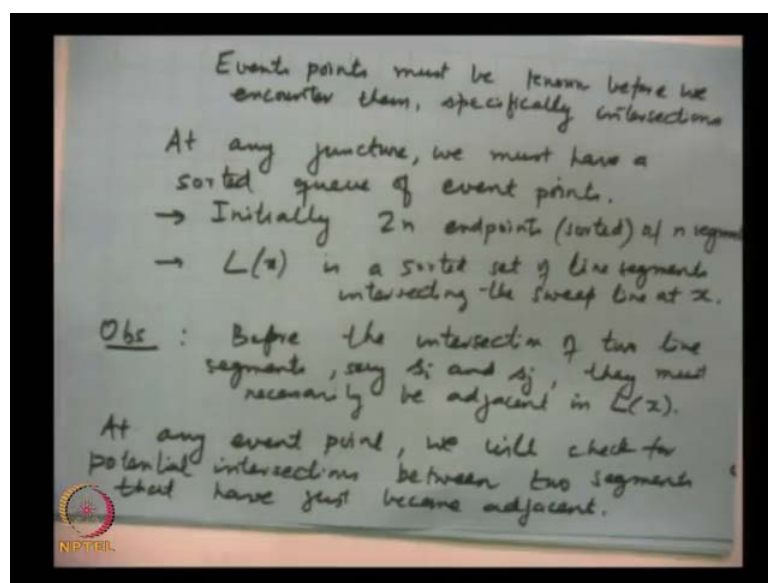 Events points must be known before we
encounter them, specifically intersections
At any juncture, we must have a
sorted queue of event points.
→ Initially 2n endpoints (sorted) of n segmen
→ L(x) is a sorted set of line segments
intersecting the sweep line at x.
Obs : Before the intersection of two line
segments, say si and sj, they must
necessarily be adjacent in L(x).
At any event point, we will check for
potential intersections between two segments
that have just become adjacent.
NPTEL